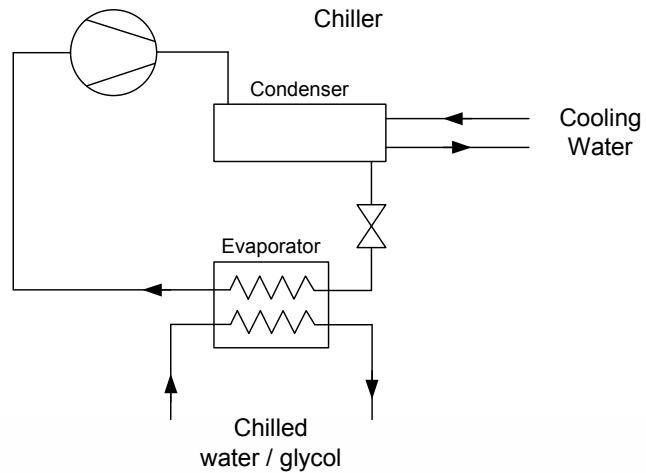 Chiller
Condenser
Cooling
Water
Evaporator
Chilled
water / glycol